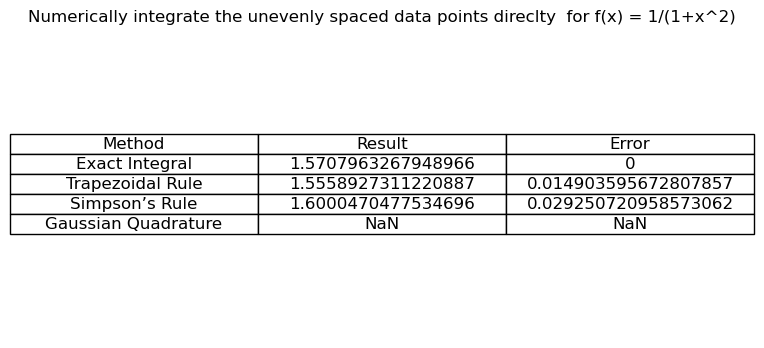 Numerically integrate the unevenly spaced data points direclty  for f(x) = 1/(1+x^2)
Method Result Error
Exact Integral 1.5707963267948966 0
Trapezoidal Rule 1.5558927311220887 0.014903595672807857
Simpson’s Rule 1.6000470477534696 0.029250720958573062
Gaussian Quadrature NaN NaN